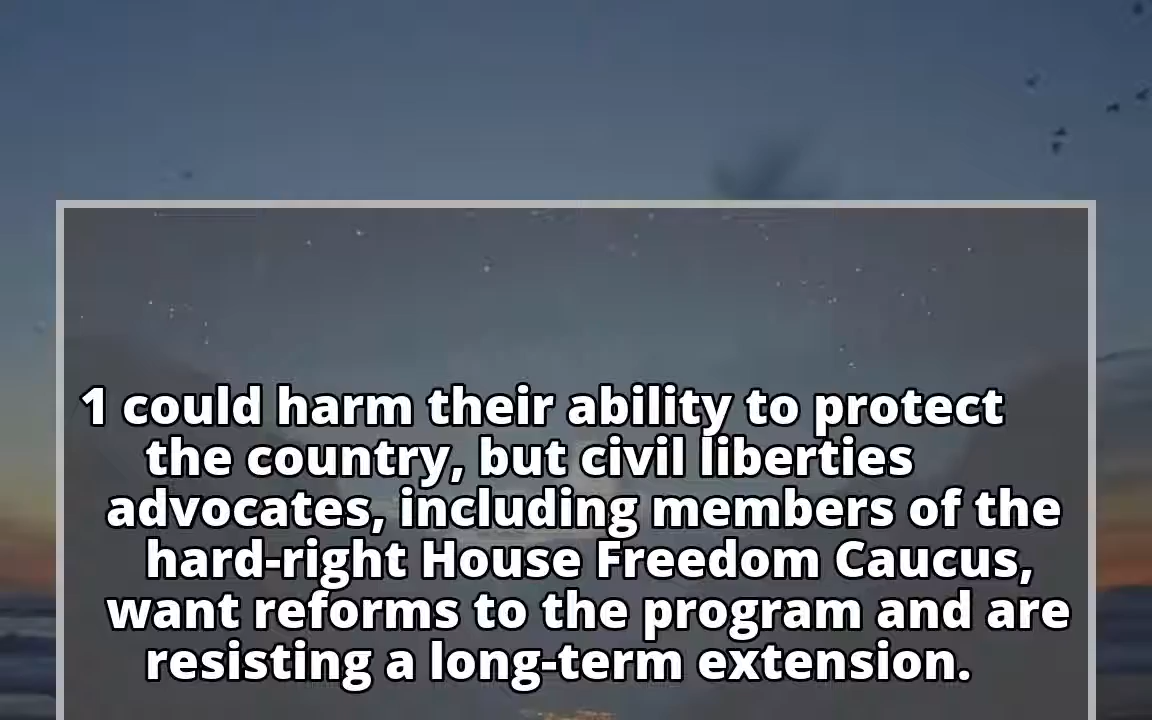 1 could harm their ability to protect
the country, but civil liberties
advocates, including members of the
hard-right House Freedom Caucus,
want reforms to the program and are
resisting a long-term extension.